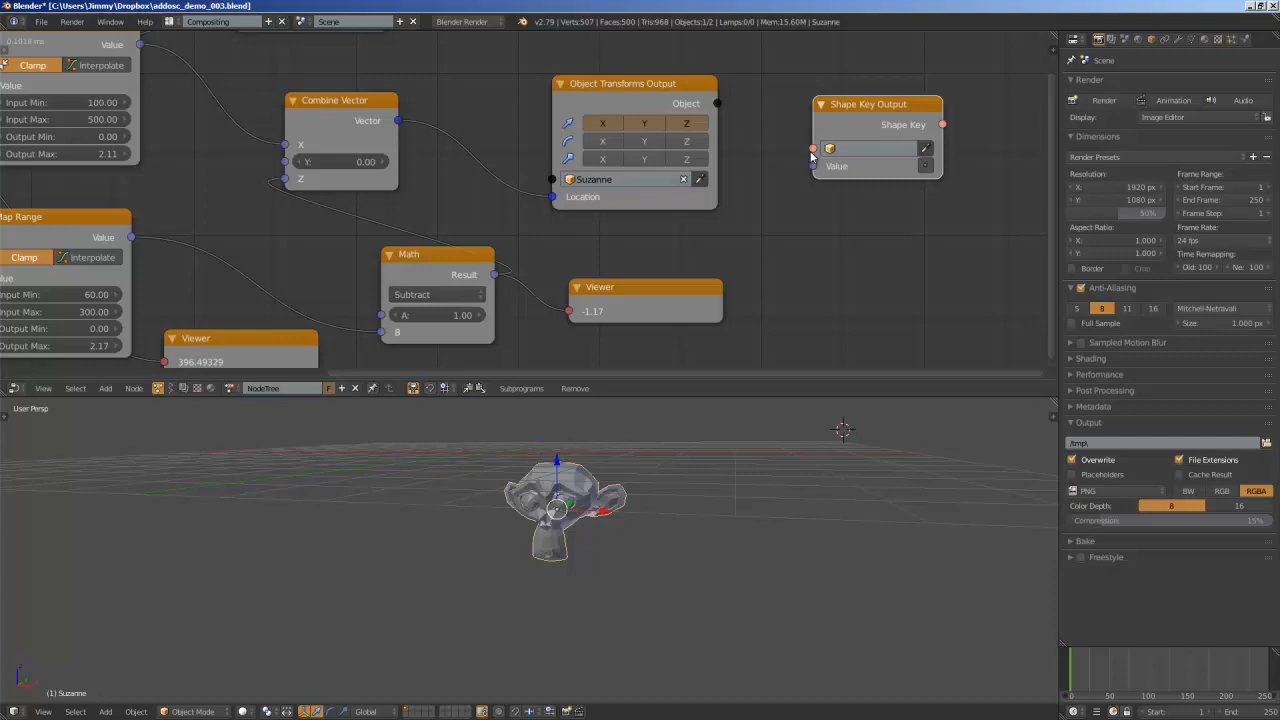 Blender* [C:\Users\Jimmy\Dropbox\addosc_demo_003.blend]
File Render Window Help Compositing Scene Blender Render v2.79 | Verts:507 | Faces:500 | Tris:968 | Objects:1/2 | Lamps:0/0 | Mem:15.60M | Suzanne
0.1018 ms
Value
Clamp Interpolate
Value
Input Min: 100.00
Input Max: 500.00
Output Min: 0.00
Output Max: 2.11
Combine Vector
Vector
X
Y: 0.00
Z
Object Transforms Output
Object
X Y Z
X Y Z
X Y Z
Suzanne
Location
Shape Key Output
Shape Key
Value
Map Range
Value
Clamp Interpolate
Value
Input Min: 60.00
Input Max: 300.00
Output Min: 0.00
Output Max: 2.17
Math
Result
Subtract
A: 1.00
B
Viewer
-1.17
Viewer
396.49329
View Select Add Node NodeTree F Subprograms Remove
User Persp
(1) Suzanne
View Select Add Object Object Mode Global
Scene
Render
Render Animation Audio
Display: Image Editor
Dimensions
Render Presets
Resolution: Frame Range:
X: 1920 px Start Frame: 1
Y: 1080 px End Frame: 250
50% Frame Step: 1
Aspect Ratio: Frame Rate:
X: 1.000 24 fps
Y: 1.000 Time Remapping:
Border Crop Old: 100 Ne: 100
Anti-Aliasing
5 8 11 16 Mitchell-Netravali
Full Sample Size: 1.000 px
Sampled Motion Blur
Shading
Performance
Post Processing
Metadata
Output
/tmp\
Overwrite File Extensions
Placeholders Cache Result
PNG BW RGB RGBA
Color Depth: 8 16
Compression: 15%
Bake
Freestyle
0 50 100 150 200 250
Start: 1 End: 250